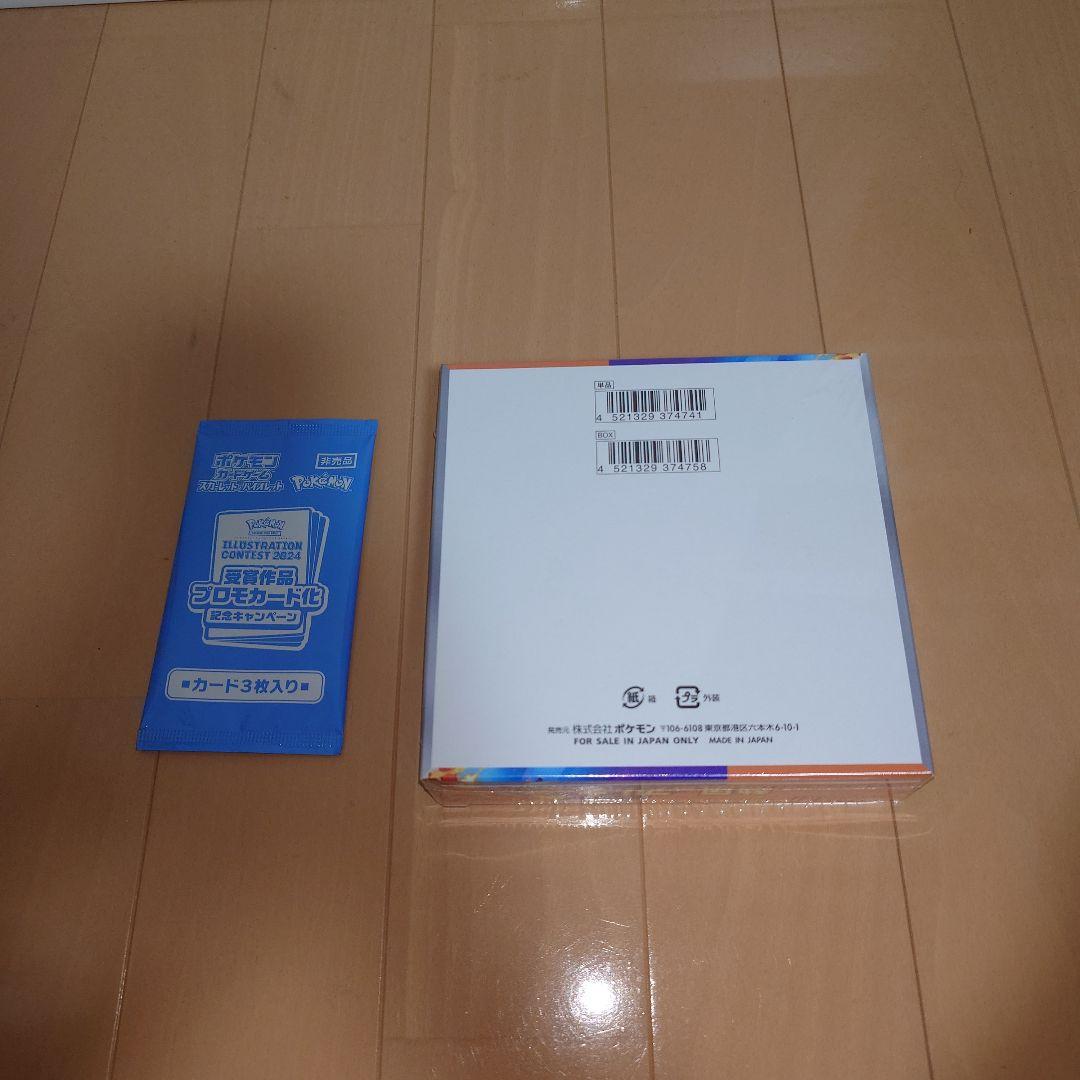 ポケモン
カードゲーム
スカーレット&バイオレット
非売品
POKéMON
POKéMON
ILLUSTRATION
CONTEST 2024
受賞作品
プロモカード化
記念キャンペーン
■カード3枚入り■
単品
4 521329 374741
BOX
4 521329 374758
紙 箱
プラ 外装
発売元 株式会社 ポケモン 〒106-6108 東京都港区六本木6-10-1
FOR SALE IN JAPAN ONLY MADE IN JAPAN